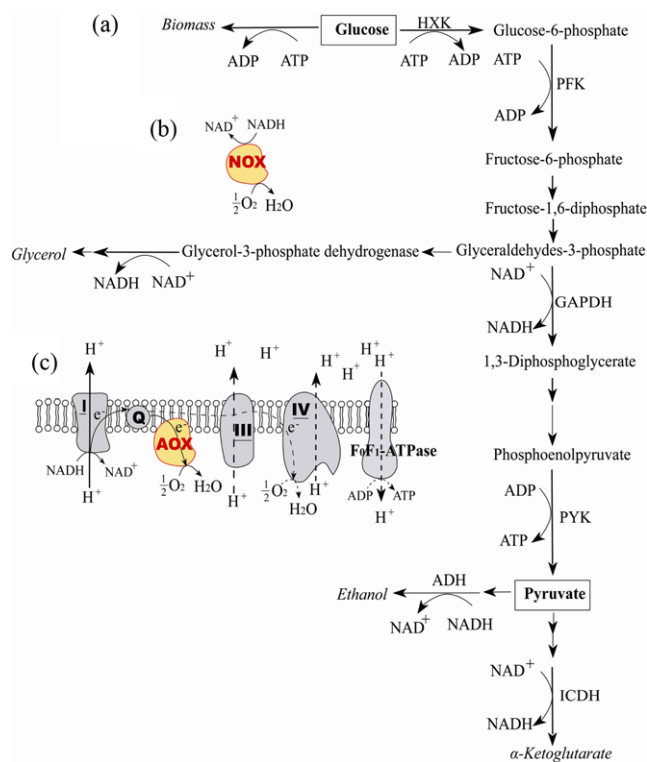 (a)
Biomass
Glucose
HXK
Glucose-6-phosphate
ADP ATP
ATP ADP
ATP
PFK
ADP
(b)
NAD+ NADH
NOX
½O2 H2O
Fructose-6-phosphate
Fructose-1,6-diphosphate
Glycerol
Glycerol-3-phosphate dehydrogenase
Glyceraldehydes-3-phosphate
NADH NAD+
NAD+
GAPDH
NADH
(c)
H+ H+ H+ H+ H+ H+ H+
1,3-Diphosphoglycerate
I
e-
Q
e-
AOX
III
IV
e-
F0F1-ATPase
NADH NAD+
½O2 H2O
½O2
H2O
ADP ATP
H+ H+ H+ H+
Phosphoenolpyruvate
ADP
PYK
ATP
Ethanol
ADH
Pyruvate
NAD+ NADH
NAD+
ICDH
NADH
α-Ketoglutarate